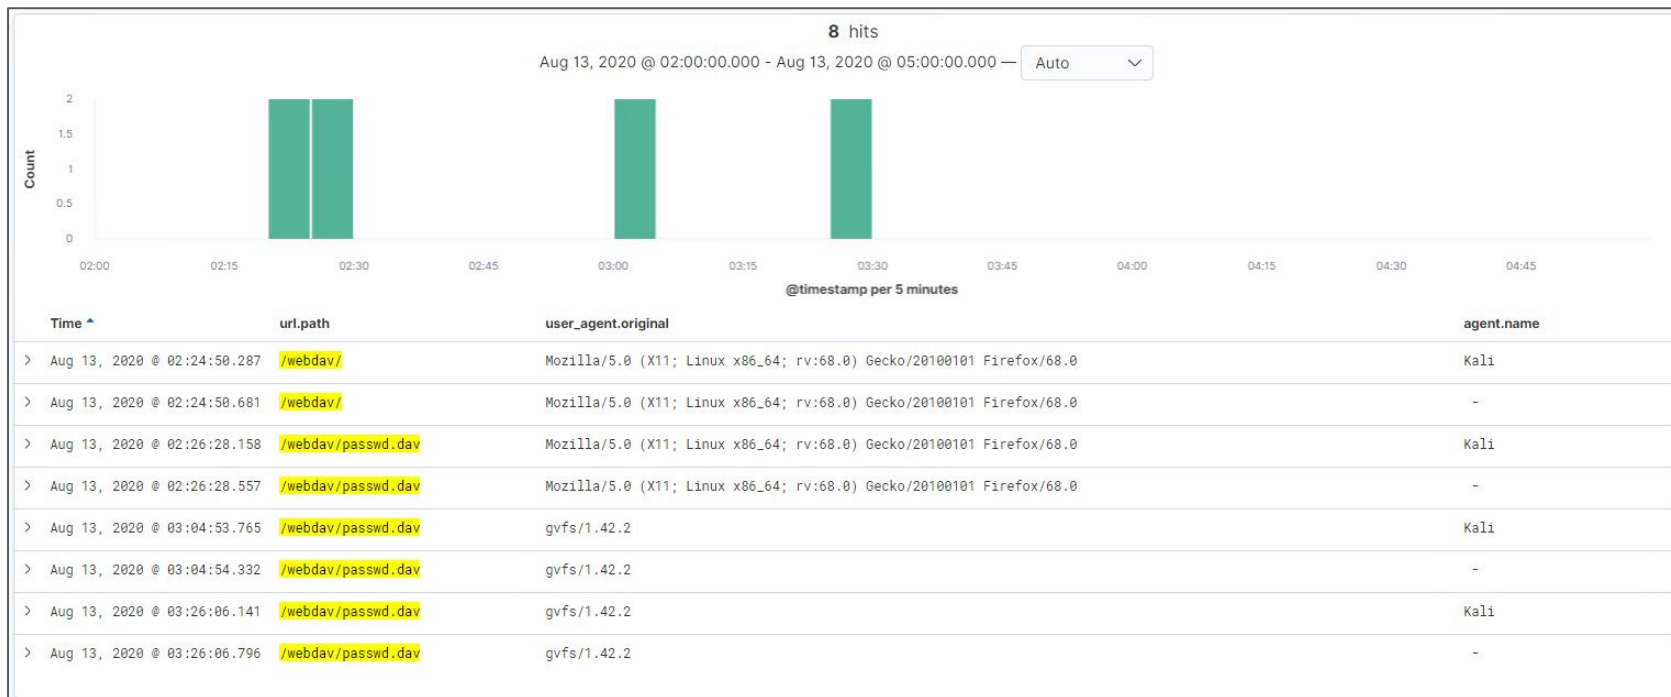 8 hits
Aug 13, 2020 @ 02:00:00.000 - Aug 13, 2020 @ 05:00:00.000 — Auto
Count
2
1.5
1
0.5
0
02:00 02:15 02:30 02:45 03:00 03:15 03:30 03:45 04:00 04:15 04:30 04:45
@timestamp per 5 minutes
Time url.path user_agent.original agent.name
Aug 13, 2020 @ 02:24:50.287 /webdav/ Mozilla/5.0 (X11; Linux x86_64; rv:68.0) Gecko/20100101 Firefox/68.0 Kali
Aug 13, 2020 @ 02:24:50.681 /webdav/ Mozilla/5.0 (X11; Linux x86_64; rv:68.0) Gecko/20100101 Firefox/68.0 -
Aug 13, 2020 @ 02:26:28.158 /webdav/passwd.dav Mozilla/5.0 (X11; Linux x86_64; rv:68.0) Gecko/20100101 Firefox/68.0 Kali
Aug 13, 2020 @ 02:26:28.557 /webdav/passwd.dav Mozilla/5.0 (X11; Linux x86_64; rv:68.0) Gecko/20100101 Firefox/68.0 -
Aug 13, 2020 @ 03:04:53.765 /webdav/passwd.dav gvfs/1.42.2 Kali
Aug 13, 2020 @ 03:04:54.332 /webdav/passwd.dav gvfs/1.42.2 -
Aug 13, 2020 @ 03:26:06.141 /webdav/passwd.dav gvfs/1.42.2 Kali
Aug 13, 2020 @ 03:26:06.796 /webdav/passwd.dav gvfs/1.42.2 -